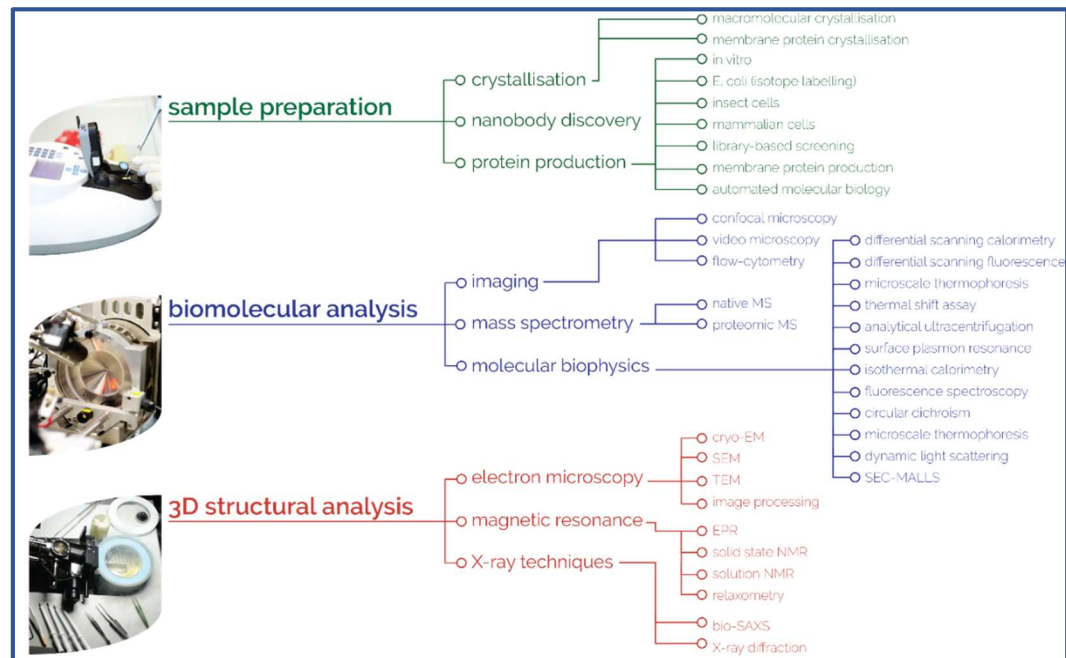 macromolecular crystallisation
membrane protein crystallisation
crystallisation
in vitro
E. coli (isotope labelling)
sample preparation
insect cells
nanobody discovery
mammalian cells
library-based screening
protein production
membrane protein production
automated molecular biology
confocal microscopy
video microscopy
differential scanning calorimetry
flow-cytometry
differential scanning fluorescence
imaging
microscale thermophoresis
biomolecular analysis
native MS
thermal shift assay
mass spectrometry
proteomic MS
analytical ultracentrifugation
surface plasmon resonance
molecular biophysics
isothermal calorimetry
fluorescence spectroscopy
circular dichroism
microscale thermophoresis
dynamic light scattering
SEC-MALLS
cryo-EM
SEM
electron microscopy
TEM
image processing
3D structural analysis
magnetic resonance
EPR
solid state NMR
X-ray techniques
solution NMR
relaxometry
bio-SAXS
X-ray diffraction